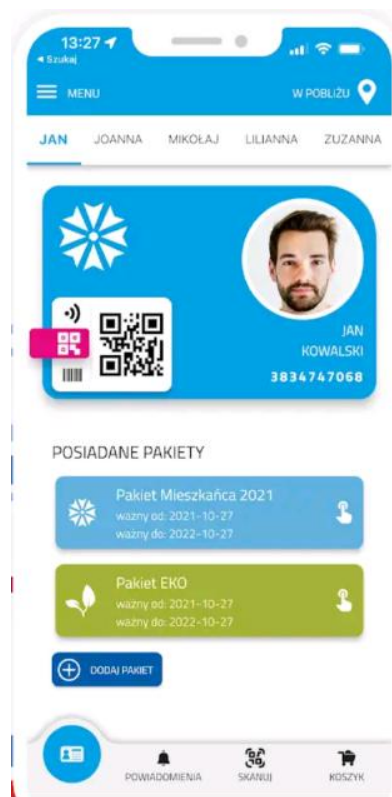 13:27
◂ Szukaj
MENU
W POBLIŻU
JAN JOANNA MIKOŁAJ LILIANNA ZUZANNA
JAN
KOWALSKI
3834747068
POSIADANE PAKIETY
Pakiet Mieszkańca 2021
ważny od: 2021-10-27
ważny do: 2022-10-27
Pakiet EKO
ważny od: 2021-10-27
ważny do: 2022-10-27
DODAJ PAKIET
POWIADOMIENIA SKANUJ KOSZYK